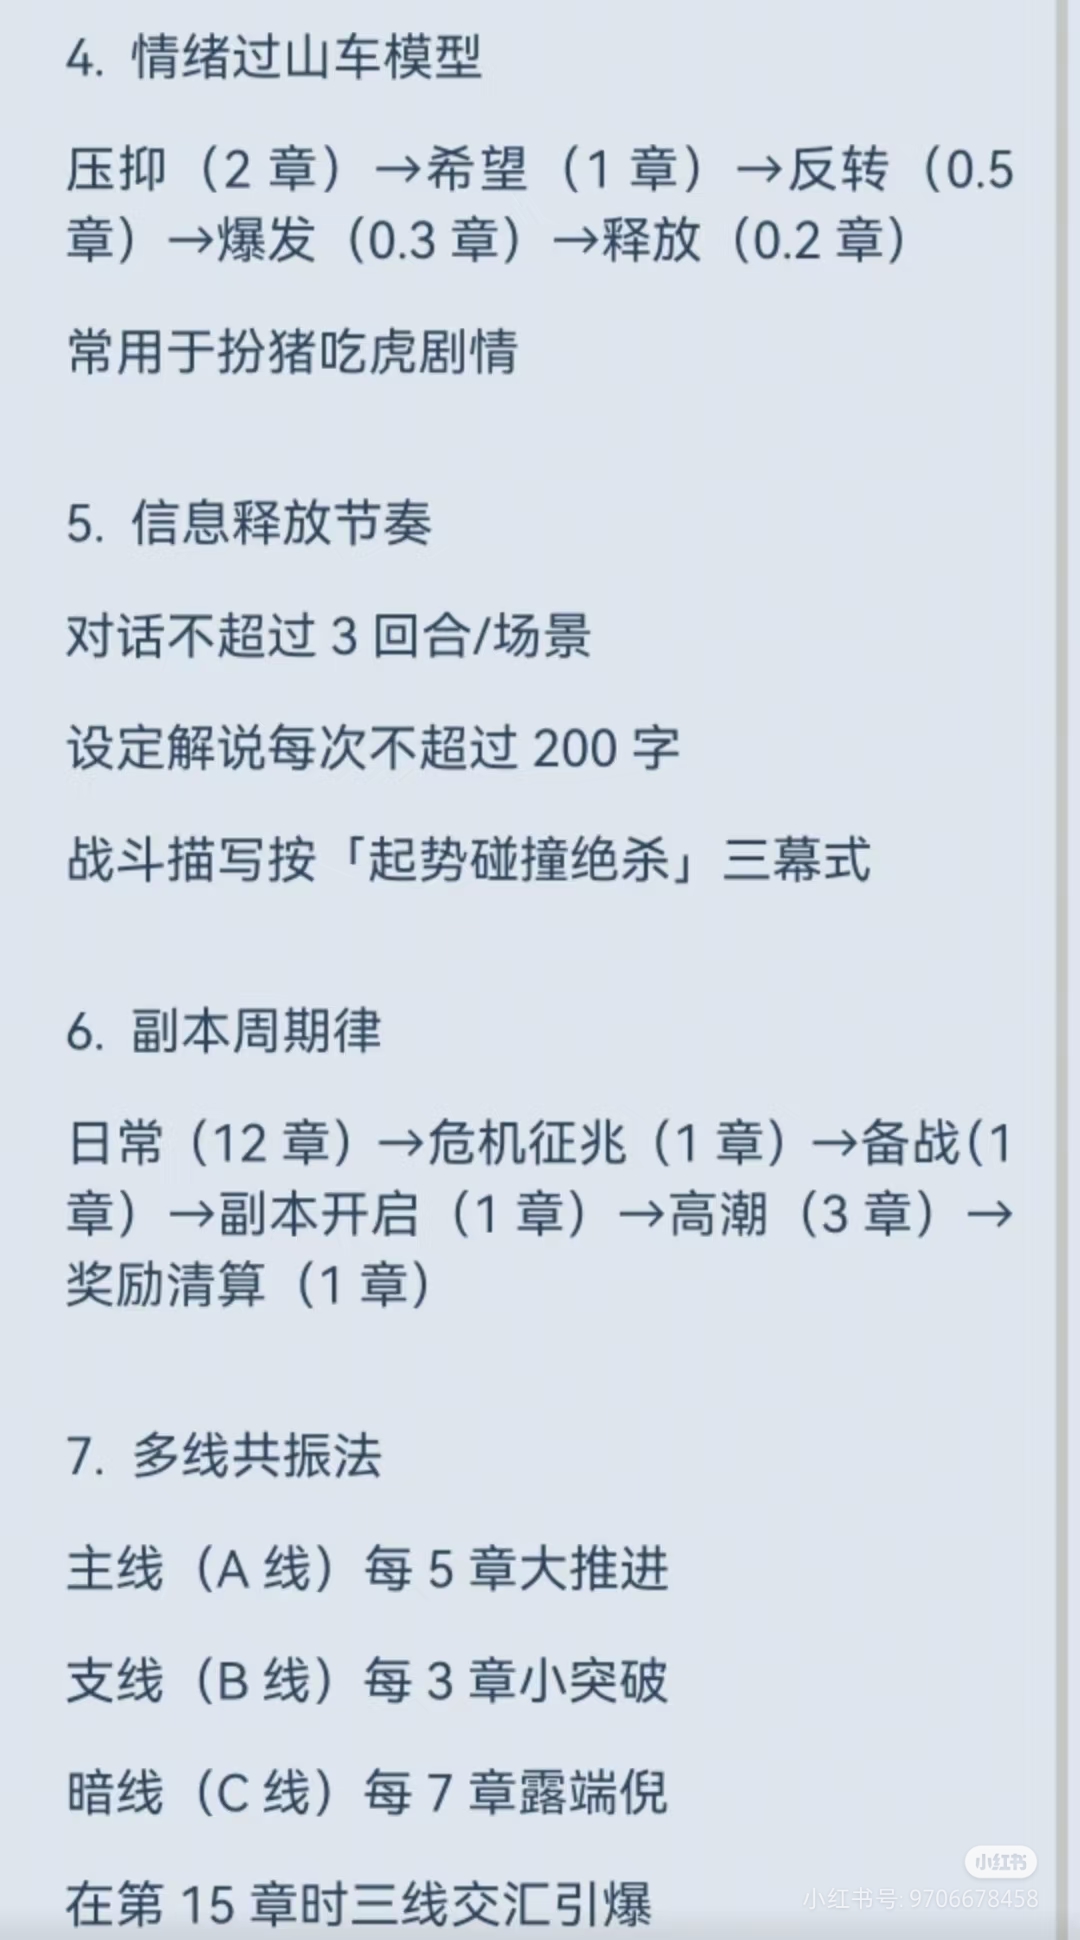 4. 情绪过山车模型
压抑（2 章）→希望（1 章）→反转（0.5
章）→爆发（0.3 章）→释放（0.2 章）
常用于扮猪吃虎剧情
5. 信息释放节奏
对话不超过 3 回合/场景
设定解说每次不超过 200 字
战斗描写按「起势碰撞绝杀」三幕式
6. 副本周期律
日常（12 章）→危机征兆（1 章）→备战(1
章）→副本开启（1 章）→高潮（3 章）→
奖励清算（1 章）
7. 多线共振法
主线（A 线）每 5 章大推进
支线（B 线）每 3 章小突破
暗线（C 线）每 7 章露端倪
在第 15 章时三线交汇引爆
小红书
小红书号: 9706678458